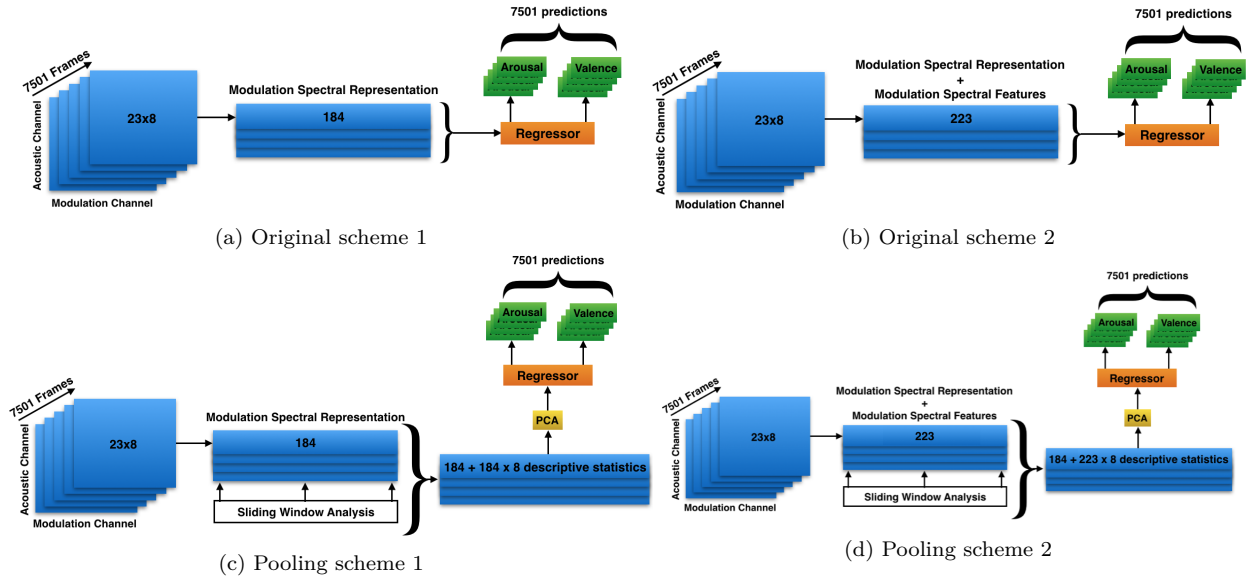 7501 predictions
7501 Frames
Arousal
Valence
Modulation Spectral Representation
23x8
184
Regressor
Acoustic Channel
Modulation Channel
(a) Original scheme 1
7501 predictions
7501 Frames
Arousal
Valence
Modulation Spectral Representation
+
Modulation Spectral Features
23x8
223
Regressor
Acoustic Channel
Modulation Channel
(b) Original scheme 2
7501 predictions
Arousal
Valence
Regressor
7501 Frames
Modulation Spectral Representation
PCA
23x8
184
Acoustic Channel
184 + 184 x 8 descriptive statistics
Sliding Window Analysis
Modulation Channel
(c) Pooling scheme 1
7501 predictions
Arousal
Valence
Regressor
7501 Frames
Modulation Spectral Representation
+
Modulation Spectral Features
PCA
23x8
223
Acoustic Channel
184 + 223 x 8 descriptive statistics
Sliding Window Analysis
Modulation Channel
(d) Pooling scheme 2